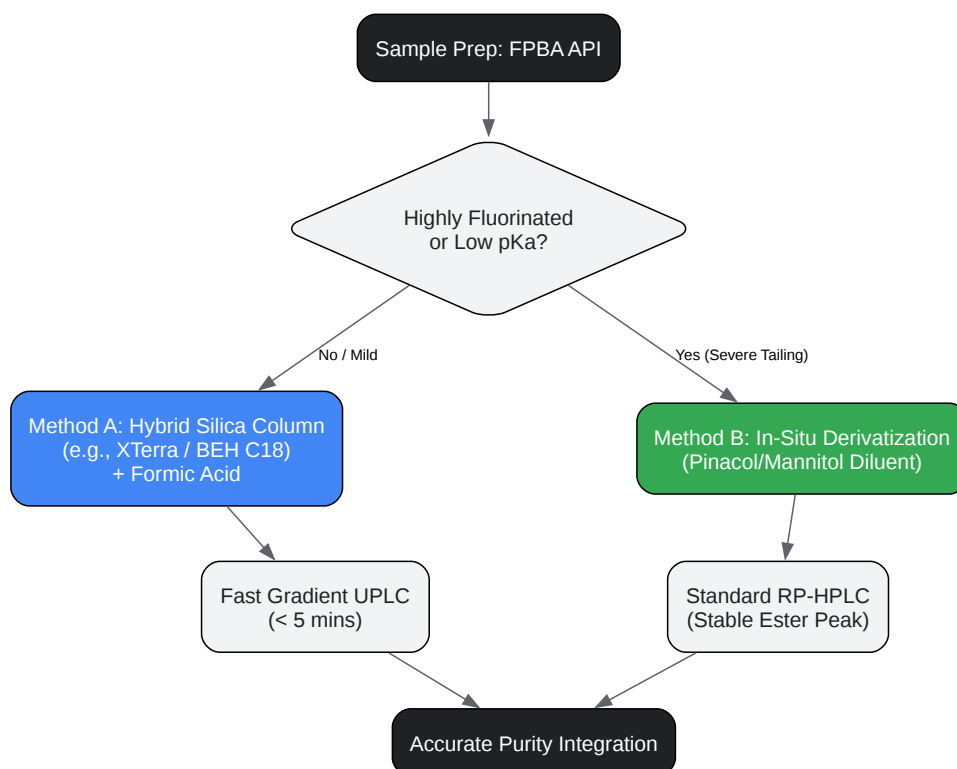 Sample Prep: FPBA API
Highly Fluorinated
or Low pKa?
No / Mild
Yes (Severe Tailing)
Method A: Hybrid Silica Column
(e.g., XTerra / BEH C18)
+ Formic Acid
Method B: In-Situ Derivatization
(Pinacol/Mannitol Diluent)
Fast Gradient UPLC
(< 5 mins)
Standard RP-HPLC
(Stable Ester Peak)
Accurate Purity Integration